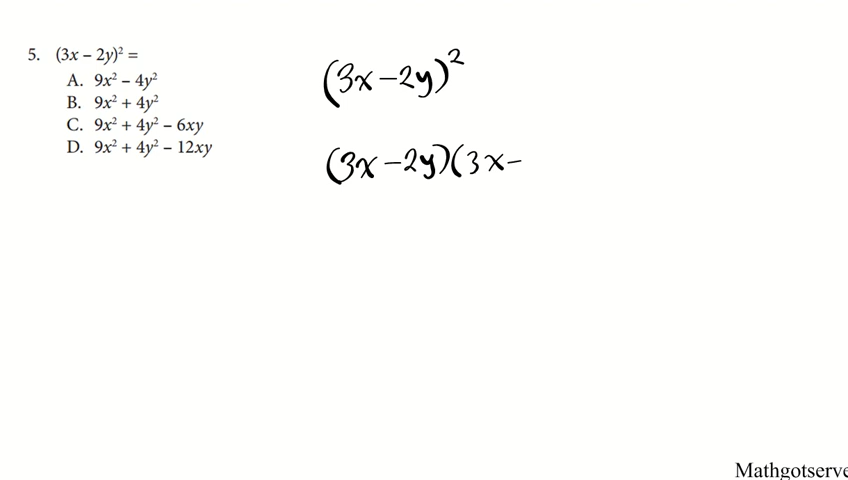 5. (3x – 2y)² =
A. 9x² – 4y²
B. 9x² + 4y²
C. 9x² + 4y² – 6xy
D. 9x² + 4y² – 12xy
(3x – 2y)²
(3x – 2y)(3x –
Mathgotserve